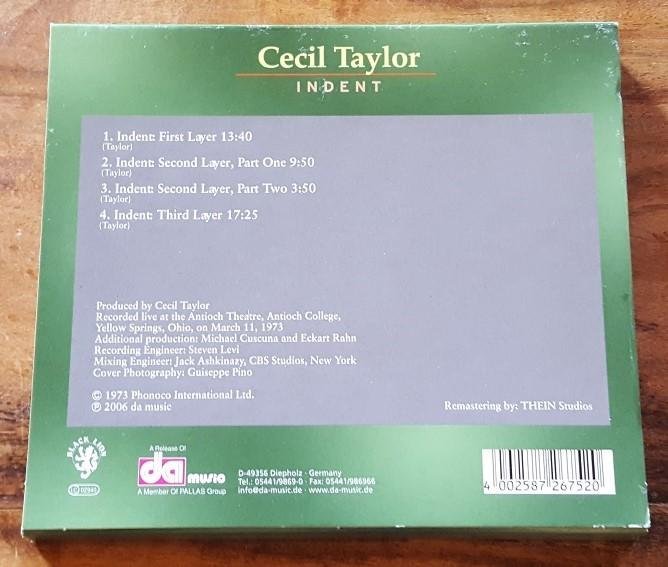 Cecil Taylor
INDENT
1. Indent: First Layer 13:40
(Taylor)
2. Indent: Second Layer, Part One 9:50
(Taylor)
3. Indent: Second Layer, Part Two 3:50
(Taylor)
4. Indent: Third Layer 17:25
(Taylor)
Produced by Cecil Taylor
Recorded live at the Antioch Theatre, Antioch College,
Yellow Springs, Ohio, on March 11, 1973
Additional production: Michael Cuscuna and Eckart Rahn
Recording Engineer: Steven Levi
Mixing Engineer: Jack Ashkinazy, CBS Studios, New York
Cover Photography: Guiseppe Pino
© 1973 Phonoco International Ltd.
℗ 2006 da music
Remastering by: THEIN Studios
BLACK LION
LC 02941
A Release Of
da music
A Member Of PALLAS Group
D-49356 Diepholz · Germany
Tel.: 05441/9869-0 · Fax: 05441/986966
info@da-music.de · www.da-music.de
4 002587 267520